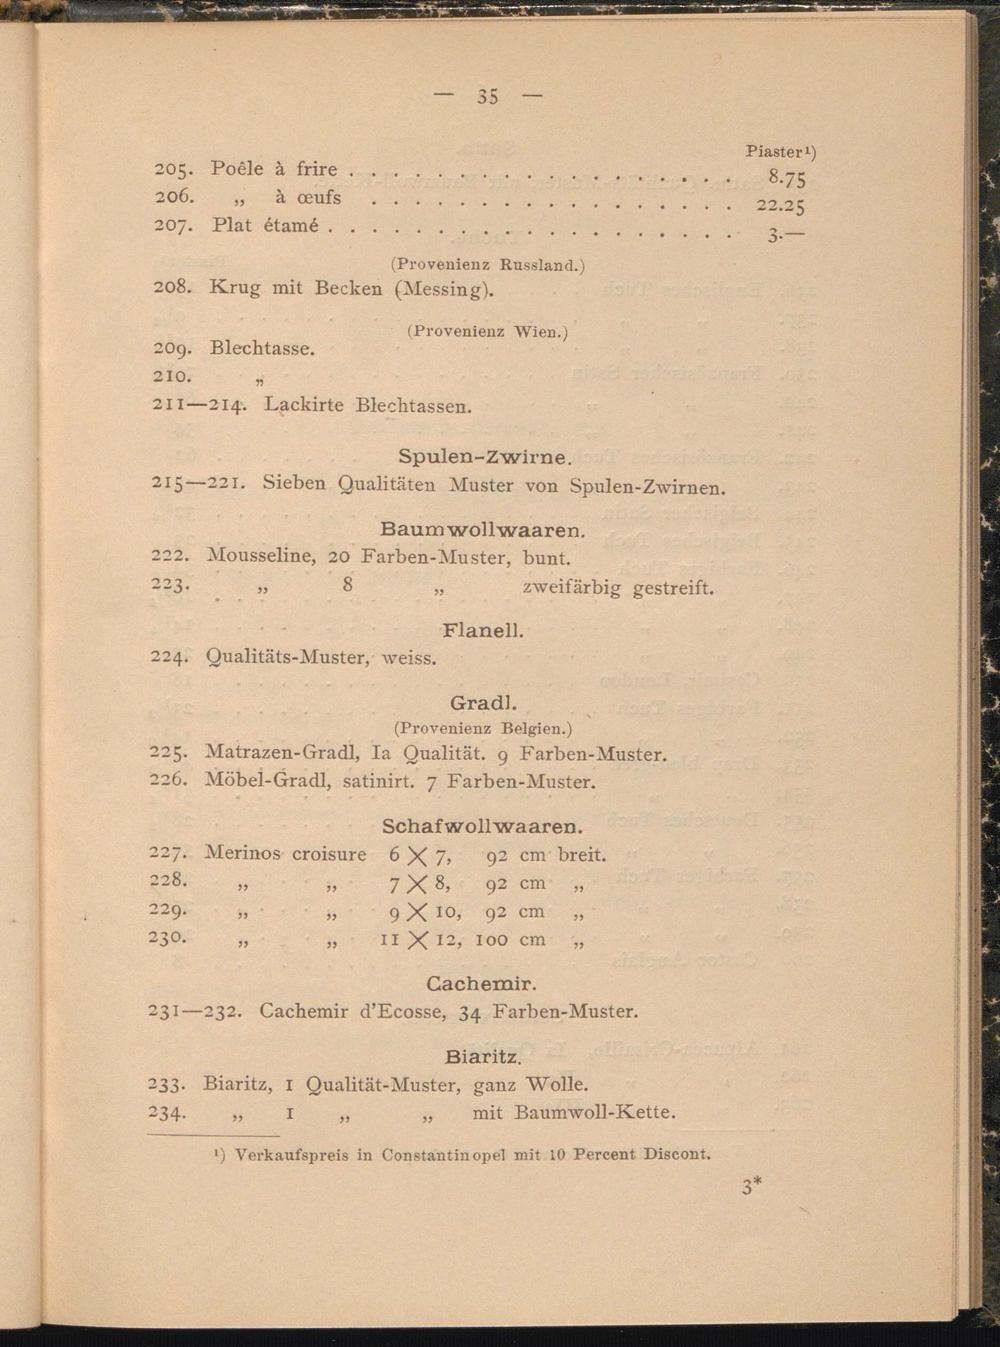 — 35 —
Piaster¹)
205. Poêle à frire . . . . . . . . . . . . . . . . . . . 8.75
206. „ à œufs . . . . . . . . . . . . . . . . . . 22.25
207. Plat étamé . . . . . . . . . . . . . . . . . . . 3.—
(Provenienz Russland.)
208. Krug mit Becken (Messing).
(Provenienz Wien.)
209. Blechtasse.
210. „
211—214. Lackirte Blechtassen.
Spulen-Zwirne.
215—221. Sieben Qualitäten Muster von Spulen-Zwirnen.
Baumwollwaaren.
222. Mousseline, 20 Farben-Muster, bunt.
223. „ 8 „ zweifärbig gestreift.
Flanell.
224. Qualitäts-Muster, weiss.
Gradl.
(Provenienz Belgien.)
225. Matrazen-Gradl, Ia Qualität. 9 Farben-Muster.
226. Möbel-Gradl, satinirt. 7 Farben-Muster.
Schafwollwaaren.
227. Merinos croisure 6 × 7, 92 cm breit.
228. „ „ 7 × 8, 92 cm „
229. „ „ 9 × 10, 92 cm „
230. „ „ 11 × 12, 100 cm „
Cachemir.
231—232. Cachemir d'Ecosse, 34 Farben-Muster.
Biaritz.
233. Biaritz, 1 Qualität-Muster, ganz Wolle.
234. „ 1 „ „ mit Baumwoll-Kette.
¹) Verkaufspreis in Constantinopel mit 10 Percent Discont.
3*